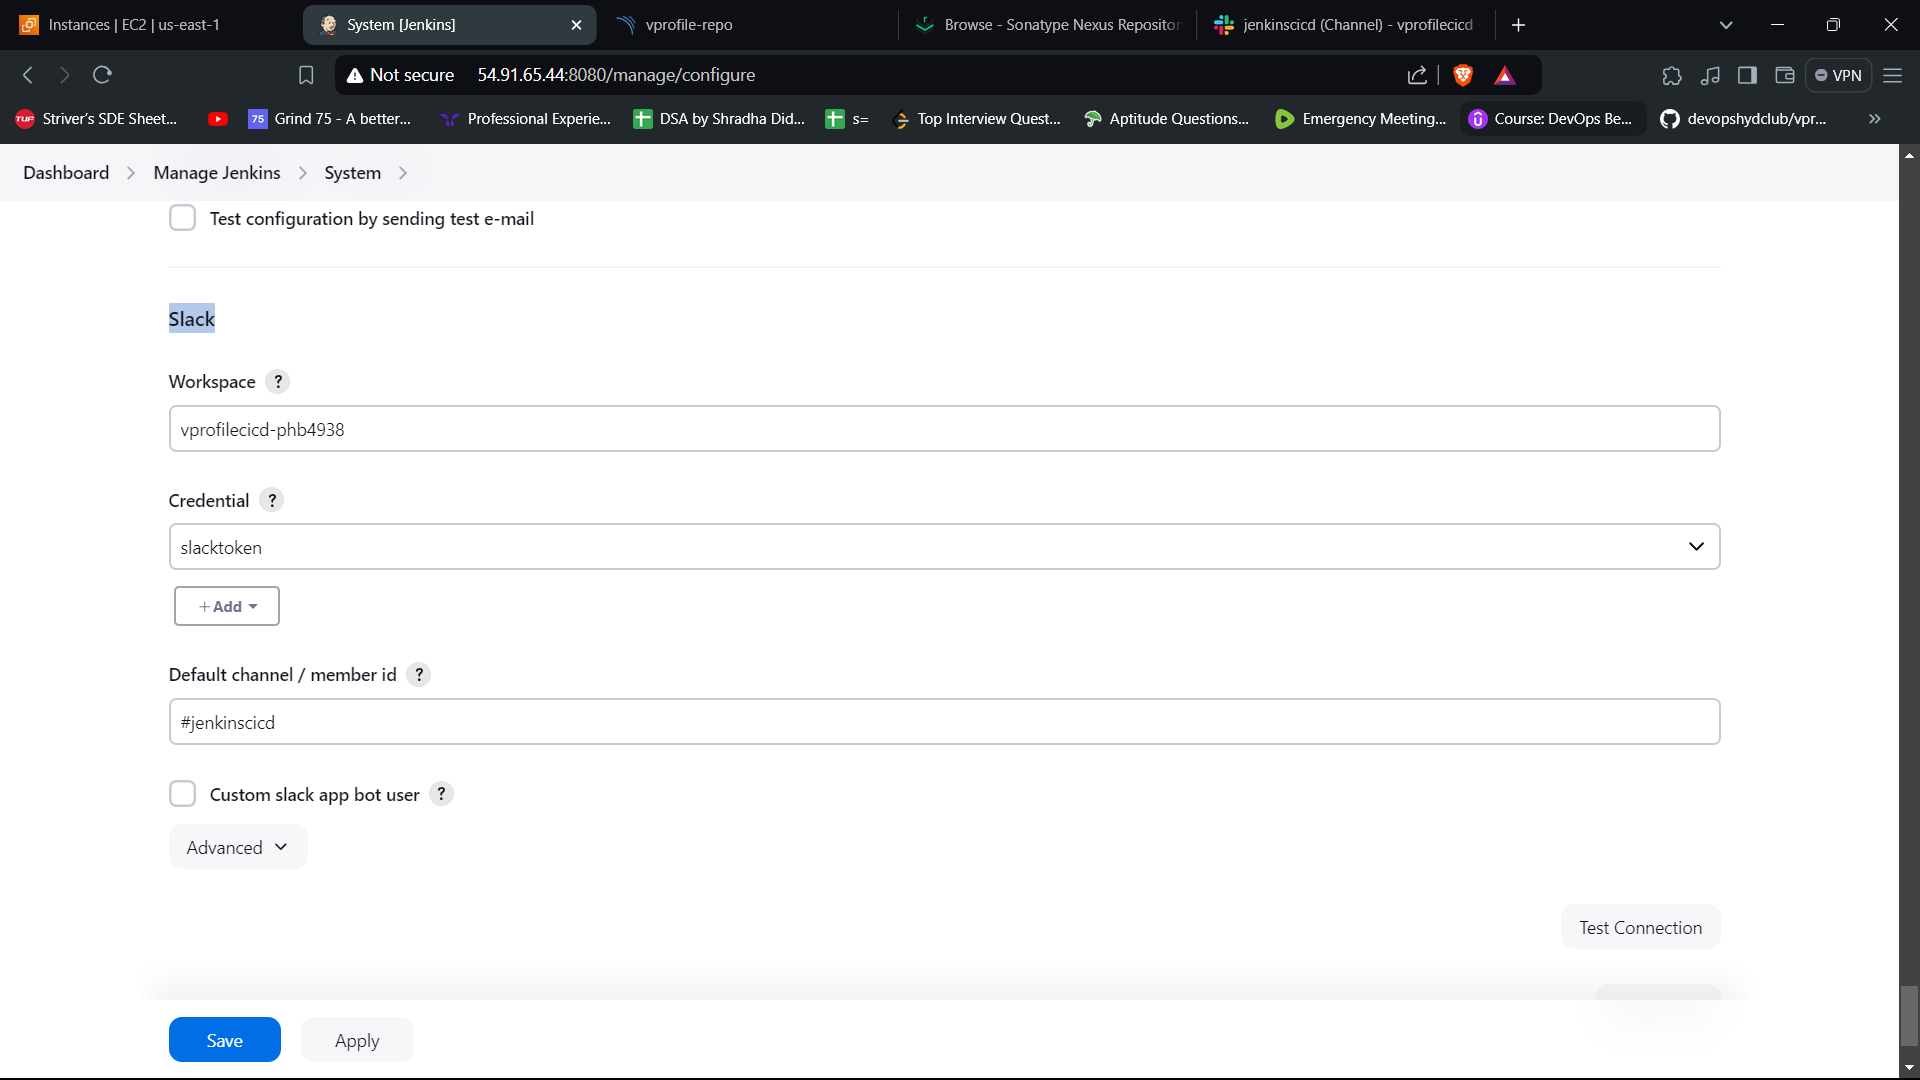 Instances | EC2 | us-east-1
System [Jenkins]
vprofile-repo
Browse - Sonatype Nexus Repositor
jenkinscicd (Channel) - vprofilecicd
Not secure 54.91.65.44:8080/manage/configure
VPN
TUF Striver's SDE Sheet...
75 Grind 75 - A better...
Professional Experie...
DSA by Shradha Did...
s=
Top Interview Quest...
Aptitude Questions...
Emergency Meeting...
Course: DevOps Be...
devopshydclub/vpr...
»
Dashboard > Manage Jenkins > System >
Test configuration by sending test e-mail
Slack
Workspace ?
vprofilecicd-phb4938
Credential ?
slacktoken
+ Add
Default channel / member id ?
#jenkinscicd
Custom slack app bot user ?
Advanced
Test Connection
Save
Apply